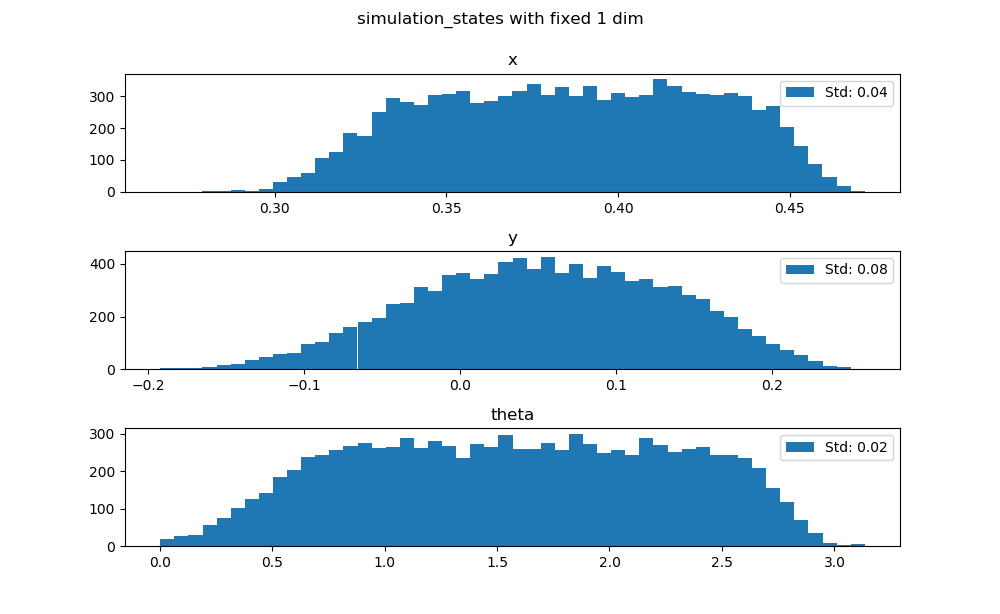 simulation_states with fixed 1 dim
x
300
200
100
0
Std: 0.04
0.30 0.35 0.40 0.45
y
400
200
0
Std: 0.08
−0.2 −0.1 0.0 0.1 0.2
theta
300
200
100
0
Std: 0.02
0.0 0.5 1.0 1.5 2.0 2.5 3.0